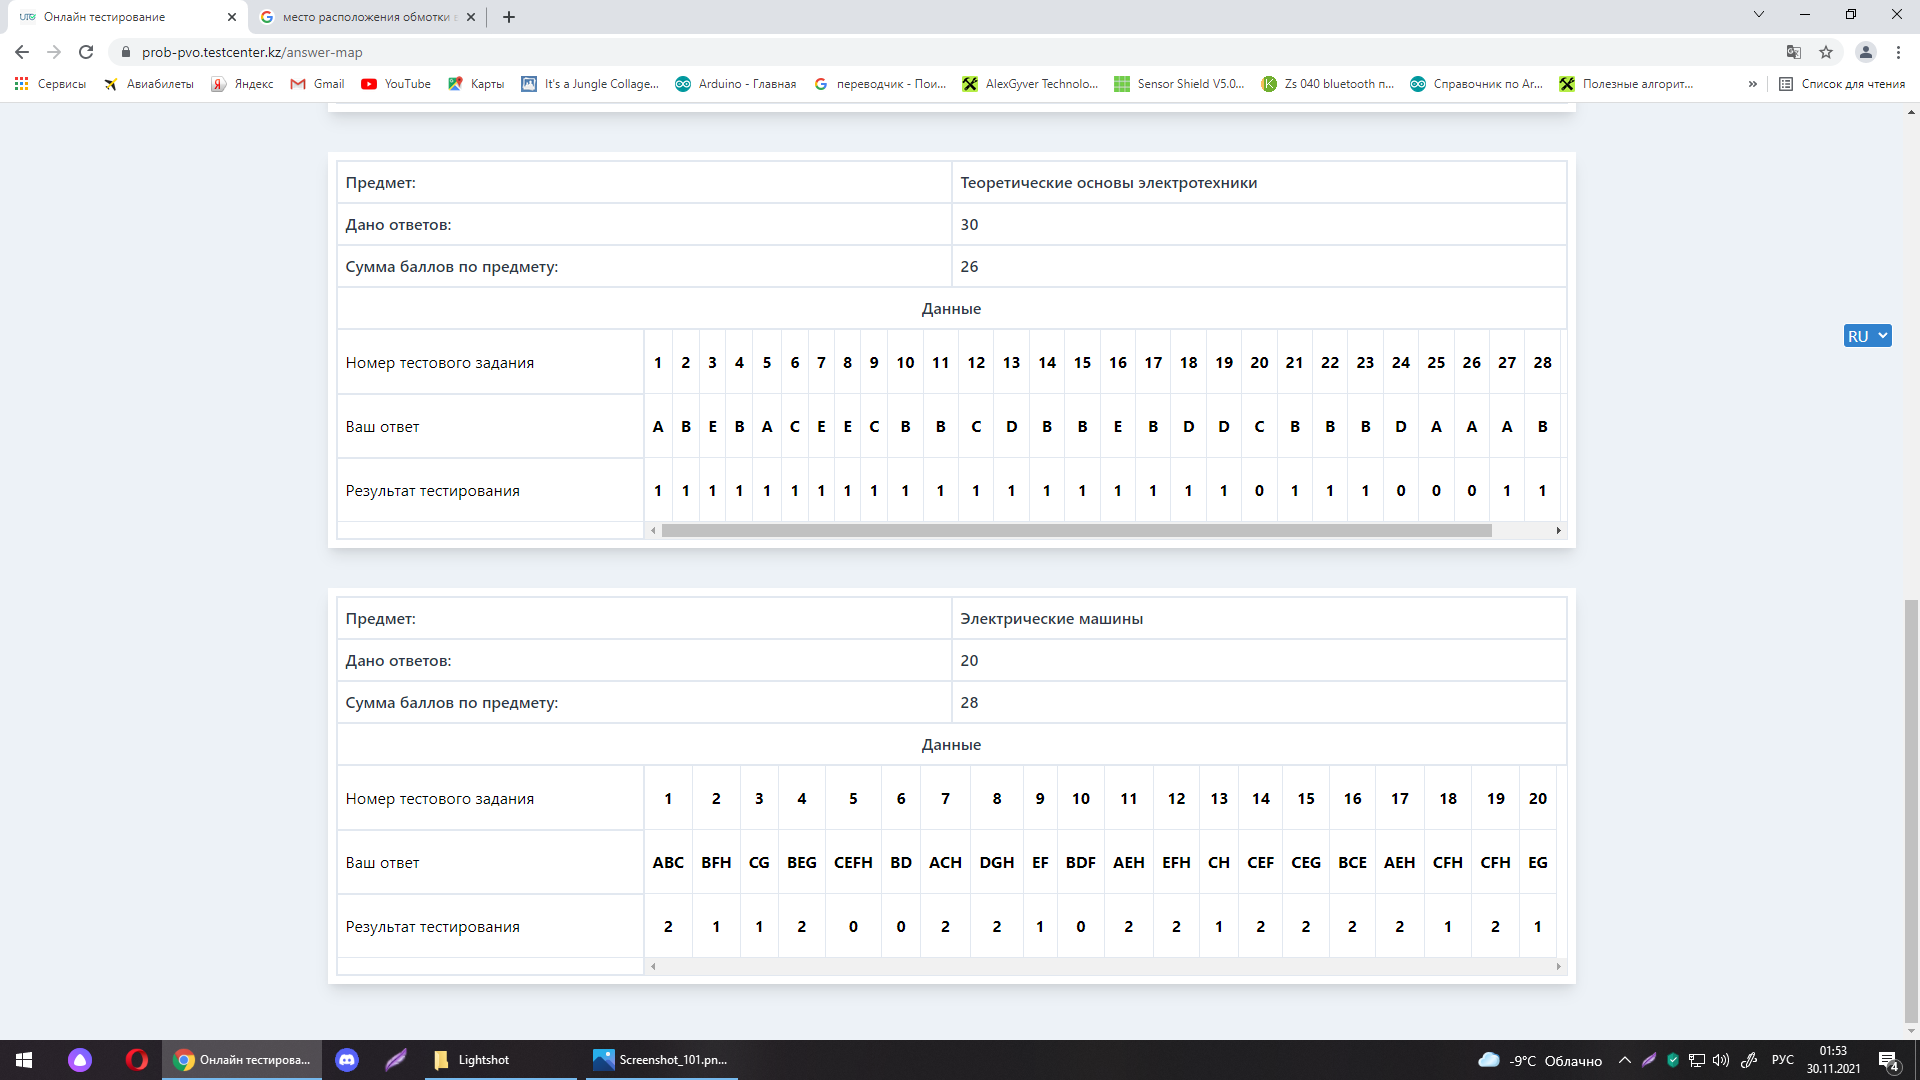 Онлайн тестирование
место расположения обмотки в
prob-pvo.testcenter.kz/answer-map
Сервисы Авиабилеты Яндекс Gmail YouTube Карты It's a Jungle Collage... Arduino - Главная переводчик - Пои... AlexGyver Technolo... Sensor Shield V5.0... Zs 040 bluetooth п... Справочник по Ar... Полезные алгорит... » Список для чтения
Предмет: Теоретические основы электротехники
Дано ответов: 30
Сумма баллов по предмету: 26
Данные
Номер тестового задания 1 2 3 4 5 6 7 8 9 10 11 12 13 14 15 16 17 18 19 20 21 22 23 24 25 26 27 28
Ваш ответ A B E B A C E E C B B C D B B E B D D C B B B D A A A B
Результат тестирования 1 1 1 1 1 1 1 1 1 1 1 1 1 1 1 1 1 1 1 0 1 1 1 0 0 0 1 1
RU
Предмет: Электрические машины
Дано ответов: 20
Сумма баллов по предмету: 28
Данные
Номер тестового задания 1 2 3 4 5 6 7 8 9 10 11 12 13 14 15 16 17 18 19 20
Ваш ответ ABC BFH CG BEG CEFH BD ACH DGH EF BDF AEH EFH CH CEF CEG BCE AEH CFH CFH EG
Результат тестирования 2 1 1 2 0 0 2 2 1 0 2 2 1 2 2 2 2 1 2 1
Онлайн тестирова... Lightshot Screenshot_101.pn... -9°C Облачно РУС 01:53
30.11.2021
4